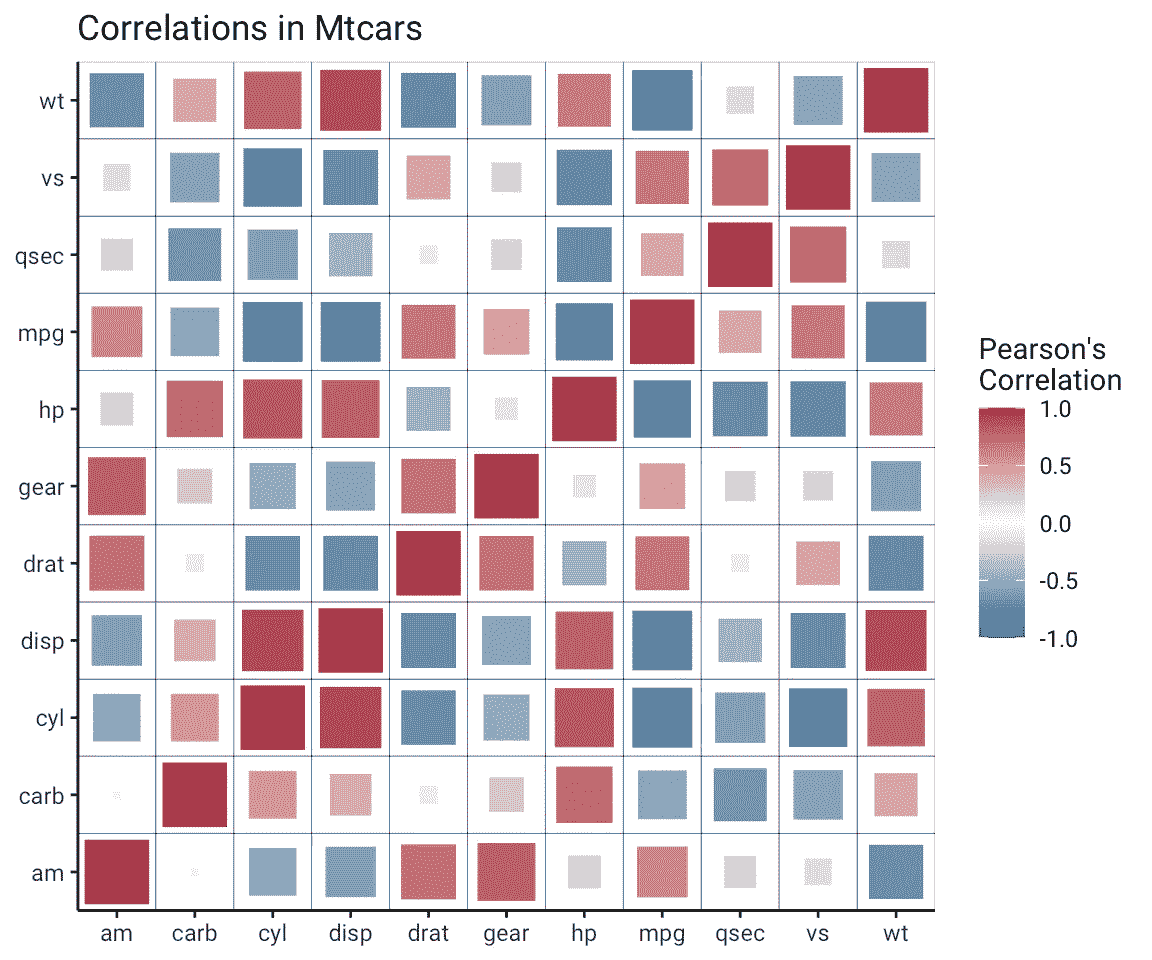 Correlations in Mtcars
wt
vs
qsec
mpg
hp
gear
drat
disp
cyl
carb
am
am carb cyl disp drat gear hp mpg qsec vs wt
Pearson's
Correlation
1.0
0.5
0.0
-0.5
-1.0